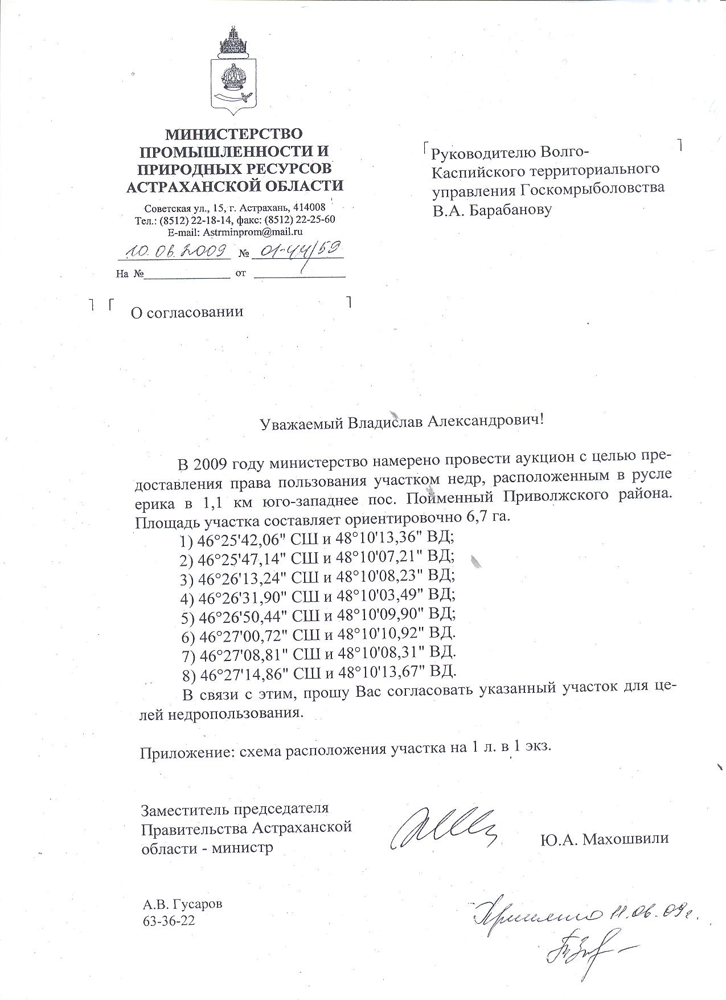 МИНИСТЕРСТВО
ПРОМЫШЛЕННОСТИ И
ПРИРОДНЫХ РЕСУРСОВ
АСТРАХАНСКОЙ ОБЛАСТИ
Советская ул., 15, г. Астрахань, 414008
Тел.: (8512) 22-18-14, факс: (8512) 22-25-60
E-mail: Astrminprom@mail.ru
10.06.2009 № 01-44/59
На № от
Руководителю Волго-
Каспийского территориального
управления Госкомрыболовства
В.А. Барабанову
О согласовании
Уважаемый Владислав Александрович!
В 2009 году министерство намерено провести аукцион с целью пре-
доставления права пользования участком недр, расположенным в русле
ерика в 1,1 км юго-западнее пос. Пойменный Приволжского района.
Площадь участка составляет ориентировочно 6,7 га.
1) 46°25'42,06" СШ и 48°10'13,36" ВД;
2) 46°25'47,14" СШ и 48°10'07,21" ВД;
3) 46°26'13,24" СШ и 48°10'08,23" ВД;
4) 46°26'31,90" СШ и 48°10'03,49" ВД;
5) 46°26'50,44" СШ и 48°10'09,90" ВД;
6) 46°27'00,72" СШ и 48°10'10,92" ВД.
7) 46°27'08,81" СШ и 48°10'08,31" ВД.
8) 46°27'14,86" СШ и 48°10'13,67" ВД.
В связи с этим, прошу Вас согласовать указанный участок для це-
лей недропользования.
Приложение: схема расположения участка на 1 л. в 1 экз.
Заместитель председателя
Правительства Астраханской
области - министр
Ю.А. Махошвили
А.В. Гусаров
63-36-22
Принято 11.06.09г.